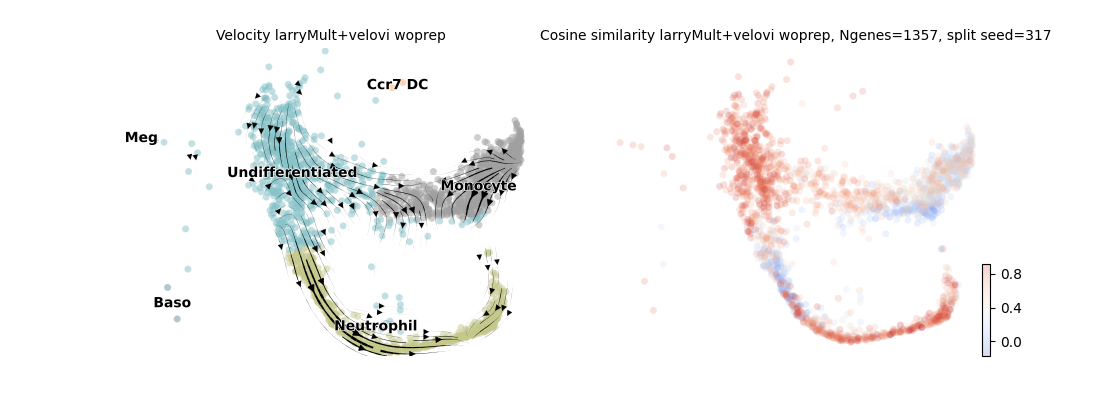 Velocity larryMult+velovi woprep
Cosine similarity larryMult+velovi woprep, Ngenes=1357, split seed=317
Ccr7 DC
Meg
Undifferentiated
Monocyte
Baso
Neutrophil
0.8
0.4
0.0